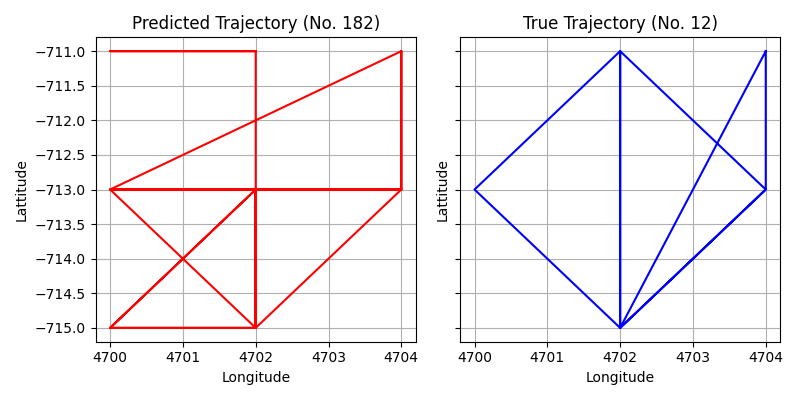 Predicted Trajectory (No. 182)
True Trajectory (No. 12)
−711.0
−711.5
−712.0
−712.5
−713.0
−713.5
−714.0
−714.5
−715.0
Lattitude
Lattitude
4700 4701 4702 4703 4704
4700 4701 4702 4703 4704
Longitude
Longitude